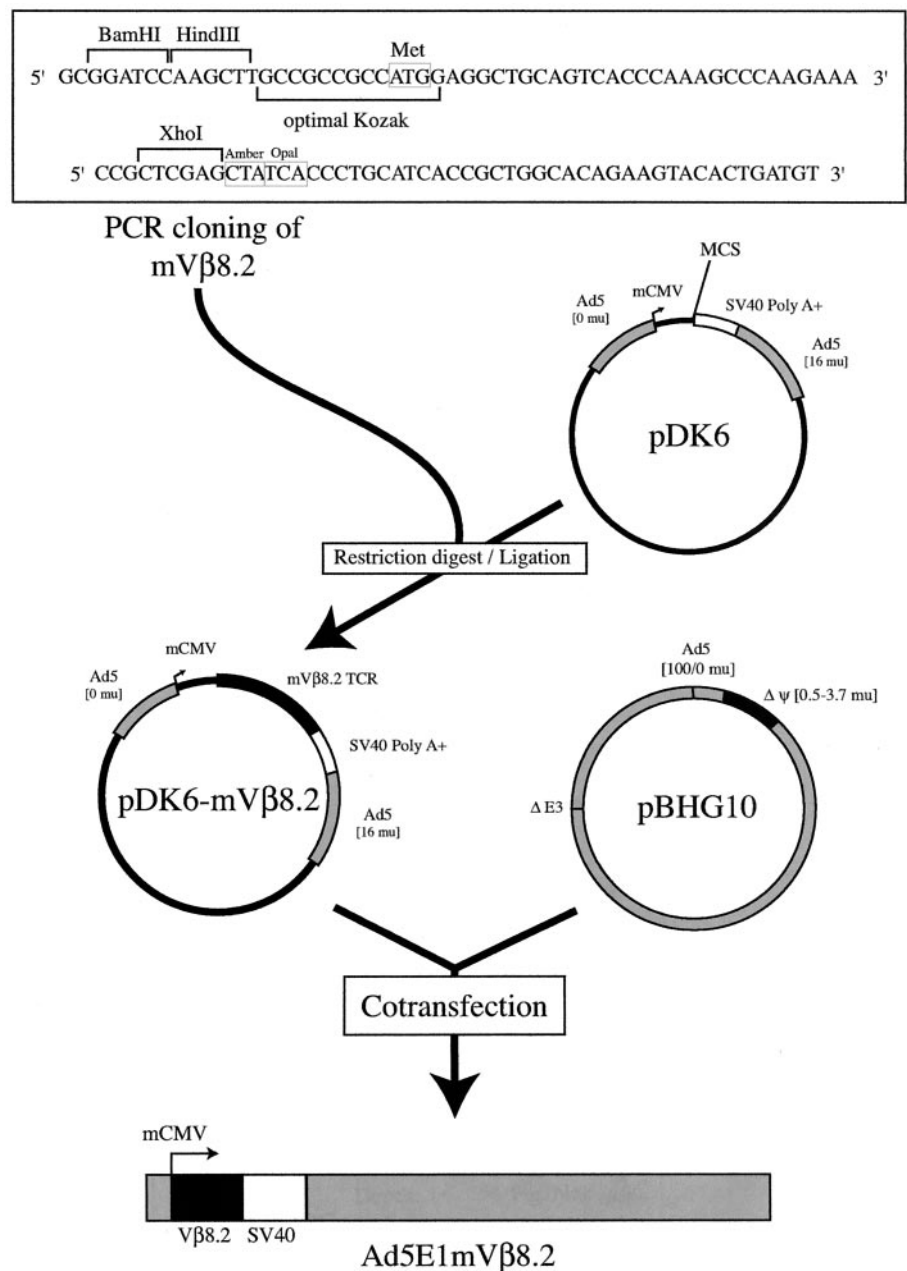 BamHI HindIII
Met
5' GCGGATCCAAGCTTGCCGCCGCCATGGAGGCTGCAGTCACCCAAAGCCCAAGAAA 3'
optimal Kozak
XhoI
Amber Opal
5' CCGCTCGAGCTATCACCCTGCATCACCGCTGGCACAGAAGTACACTGATGT 3'
PCR cloning of
mVβ8.2
MCS
mCMV
SV40 Poly A+
Ad5
[0 mu]
Ad5
[16 mu]
pDK6
Restriction digest / Ligation
mCMV
Ad5
[0 mu]
mVβ8.2 TCR
SV40 Poly A+
Ad5
[16 mu]
pDK6-mVβ8.2
Ad5
[100/0 mu]
Δ ψ [0.5-3.7 mu]
Δ E3
pBHG10
Cotransfection
mCMV
Vβ8.2 SV40
Ad5E1mVβ8.2